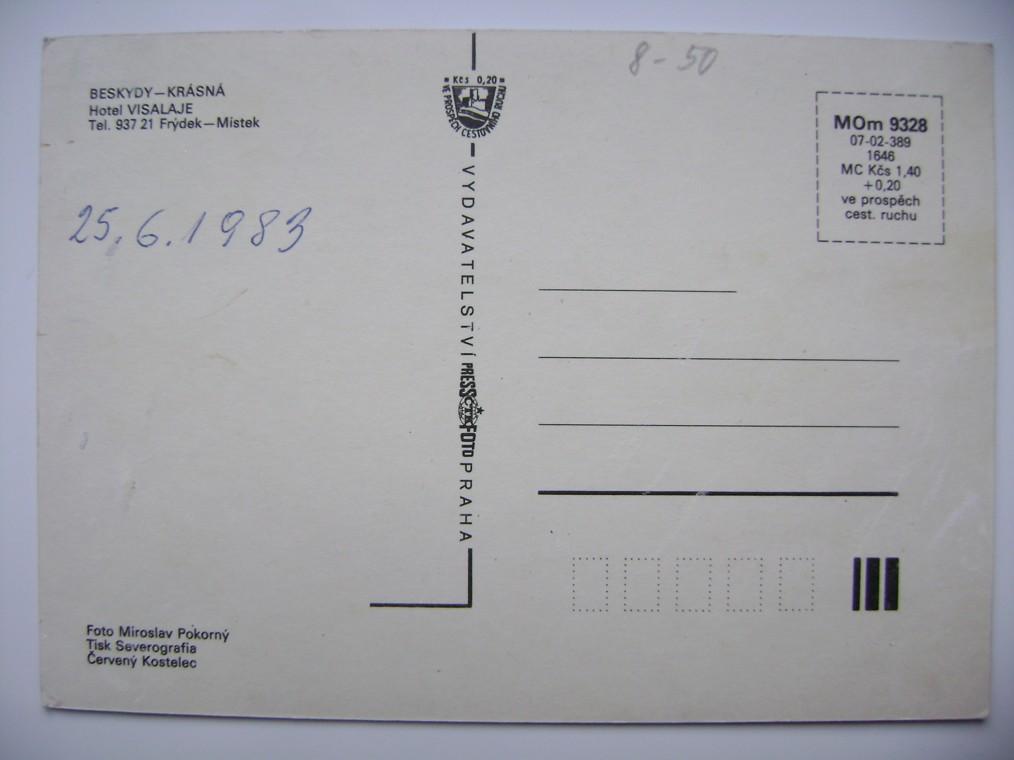 BESKYDY—KRÁSNÁ
Hotel VISALAJE
Tel. 937 21 Frýdek—Místek
25.6.1983
Kčs 0,20
VE PROSPĚCH CESTOVNÍHO RUCHU
VYDAVATELSTVÍ PRESSFOTO PRAHA
ČTK
8-50
MOm 9328
07-02-389
1646
MC Kčs 1,40
+0,20
ve prospěch
cest. ruchu
Foto Miroslav Pokorný
Tisk Severografia
Červený Kostelec